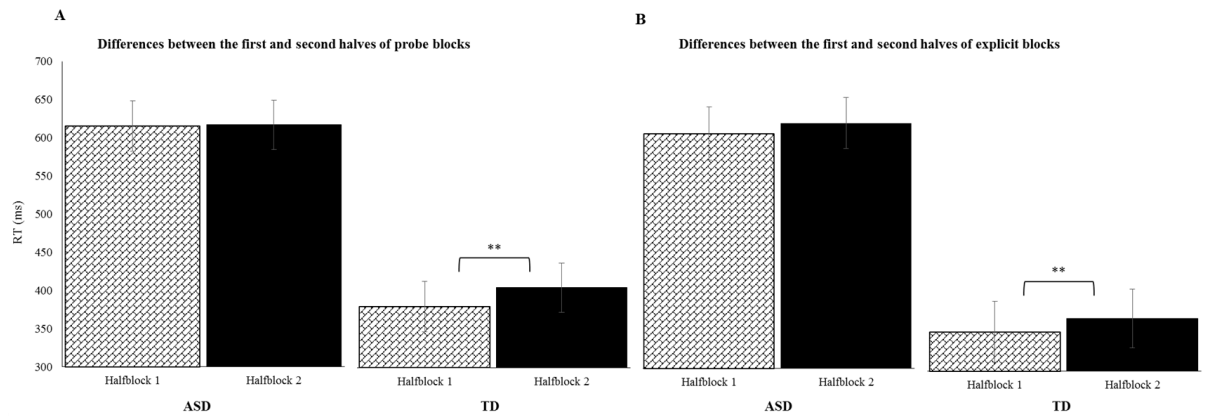 A
B
Differences between the first and second halves of probe blocks
Differences between the first and second halves of explicit blocks
700
650
600
550
500
450
400
350
300
RT (ms)
**
**
Halfblock 1
Halfblock 2
Halfblock 1
Halfblock 2
Halfblock 1
Halfblock 2
Halfblock 1
Halfblock 2
ASD
TD
ASD
TD